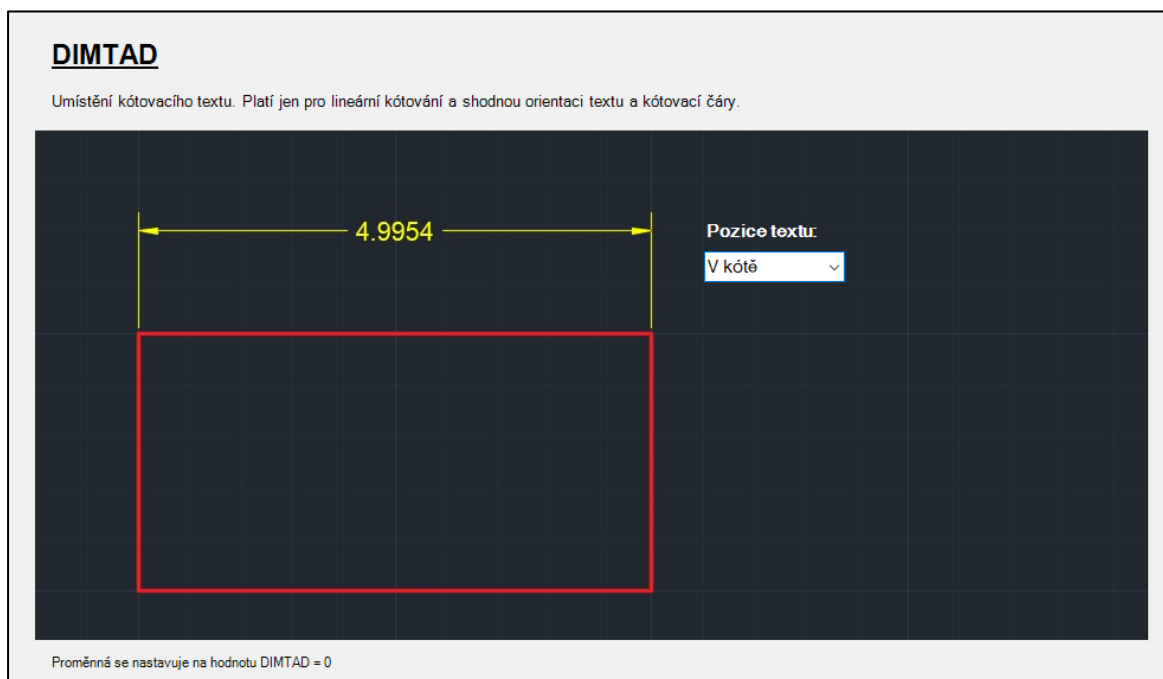 DIMTAD
Umístění kótovacího textu. Platí jen pro lineární kótování a shodnou orientaci textu a kótovací čáry.
4.9954
Pozice textu:
V kótě
Proměnná se nastavuje na hodnotu DIMTAD = 0